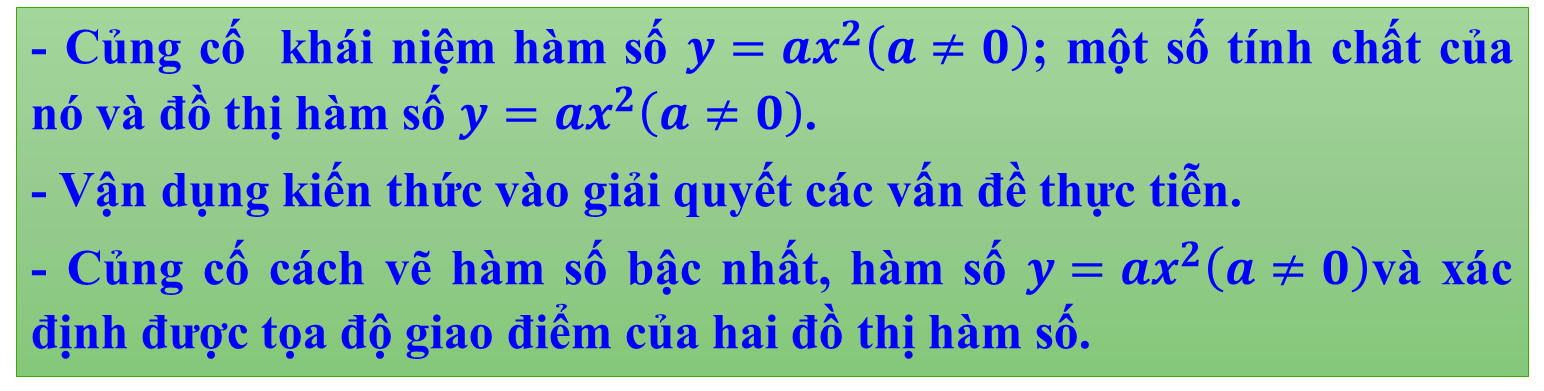 - Củng cố khái niệm hàm số y = ax²(a ≠ 0); một số tính chất của
nó và đồ thị hàm số y = ax²(a ≠ 0).
- Vận dụng kiến thức vào giải quyết các vấn đề thực tiễn.
- Củng cố cách vẽ hàm số bậc nhất, hàm số y = ax²(a ≠ 0)và xác
định được tọa độ giao điểm của hai đồ thị hàm số.